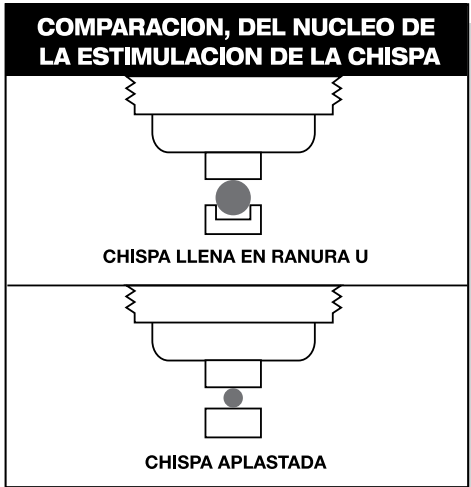 COMPARACION, DEL NUCLEO DE
LA ESTIMULACION DE LA CHISPA
CHISPA LLENA EN RANURA U
CHISPA APLASTADA